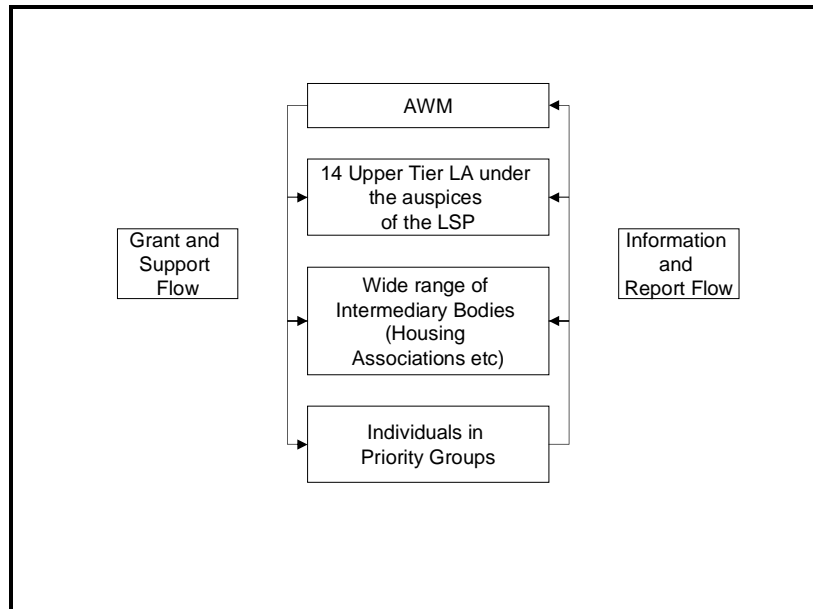 AWM
14 Upper Tier LA under
the auspices
of the LSP
Grant and
Support
Flow
Information
and
Report Flow
Wide range of
Intermediary Bodies
(Housing
Associations etc)
Individuals in
Priority Groups